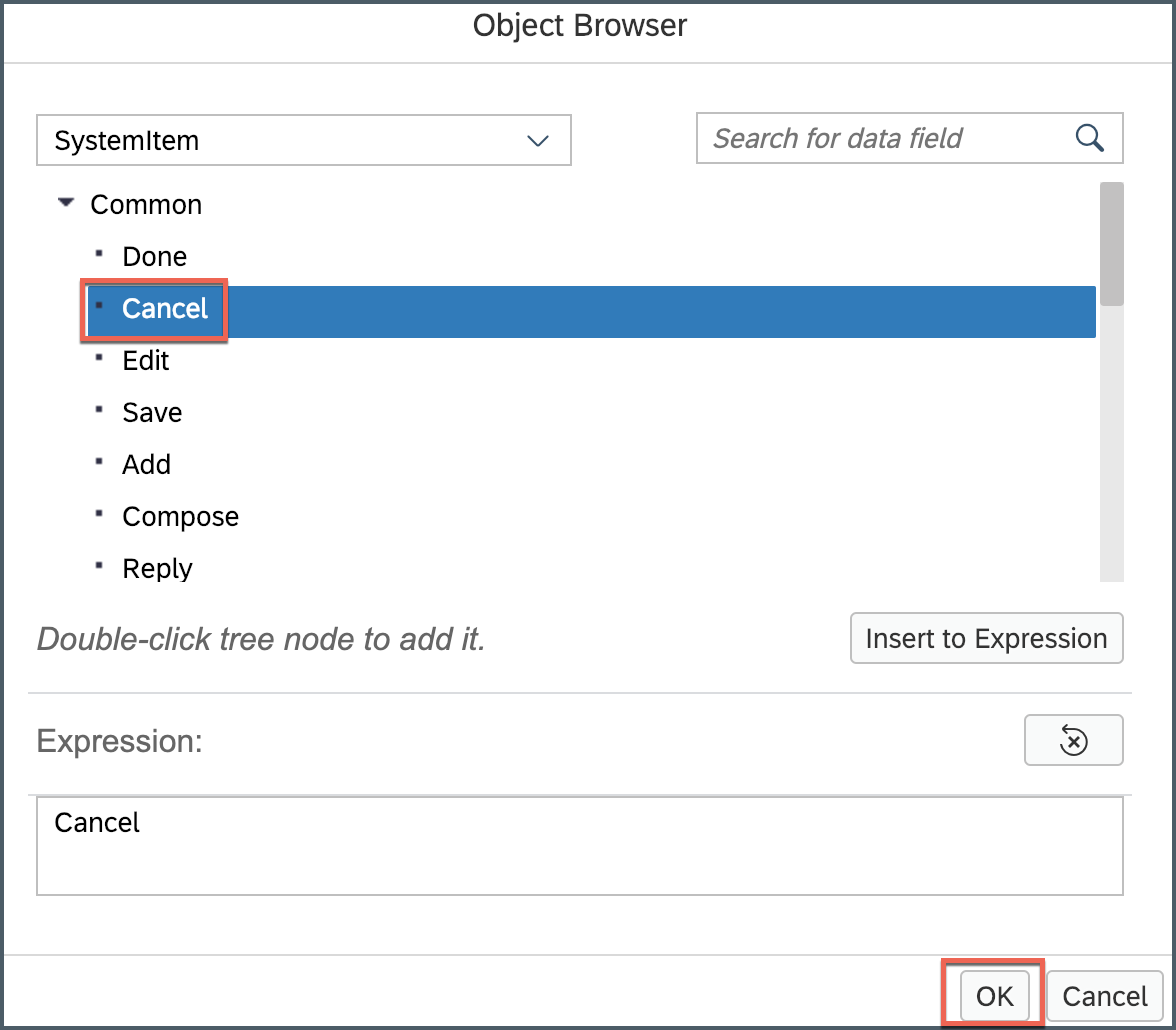 Object Browser
SystemItem
Search for data field
Common
Done
Cancel
Edit
Save
Add
Compose
Reply
Double-click tree node to add it.
Insert to Expression
Expression:
Cancel
OK
Cancel